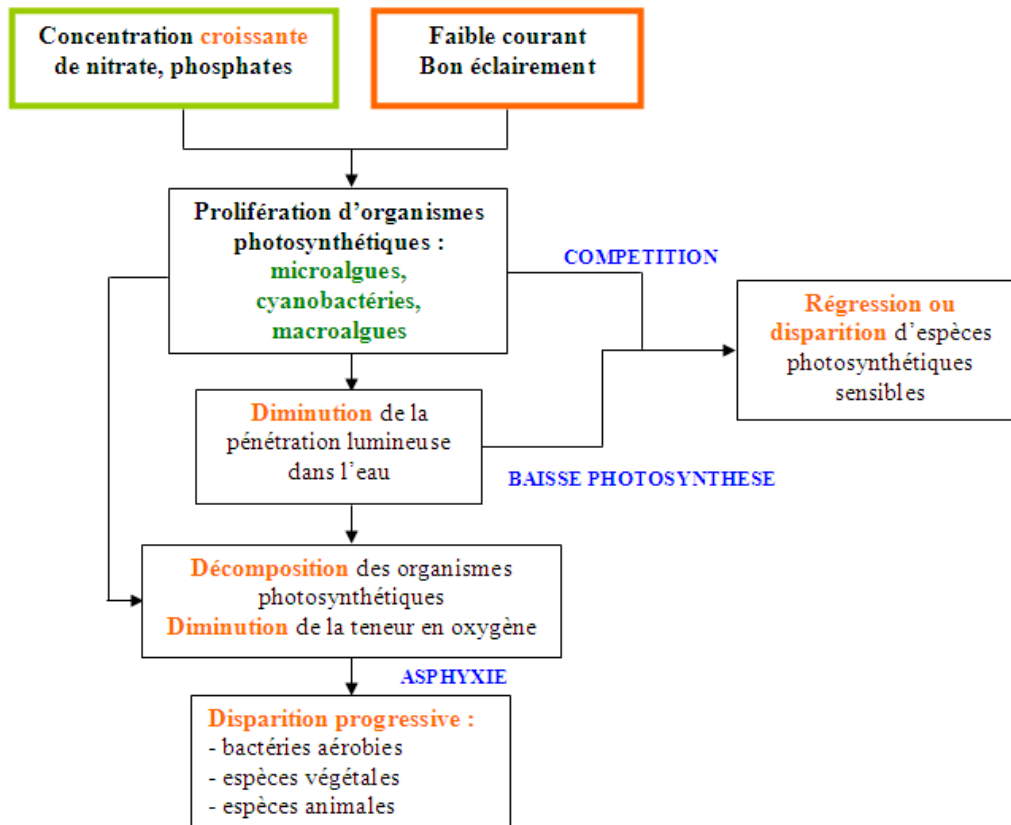 Concentration croissante
de nitrate, phosphates
Faible courant
Bon éclairement
Prolifération d’organismes
photosynthétiques :
microalgues,
cyanobactéries,
macroalgues
COMPETITION
Régression ou
disparition d’espèces
photosynthétiques
sensibles
Diminution de la
pénétration lumineuse
dans l’eau
BAISSE PHOTOSYNTHESE
Décomposition des organismes
photosynthétiques
Diminution de la teneur en oxygène
ASPHYXIE
Disparition progressive :
- bactéries aérobies
- espèces végétales
- espèces animales